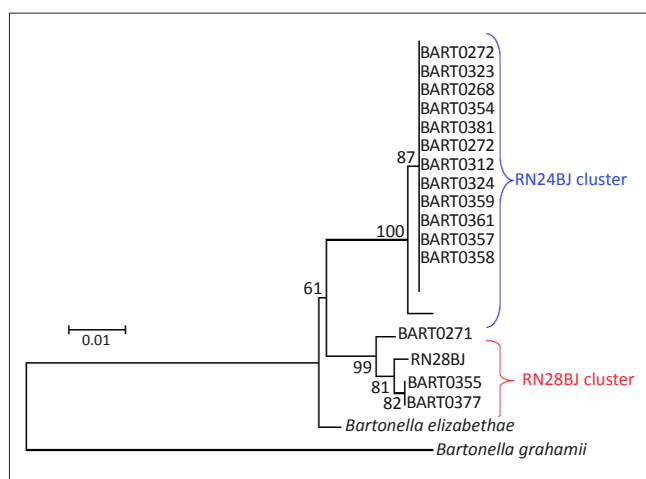 BART0272
BART0323
BART0268
BART0354
BART0381
BART0272
87
BART0312
RN24BJ cluster
BART0324
BART0359
BART0361
100
BART0357
BART0358
61
0.01
BART0271
99
RN28BJ
RN28BJ cluster
81
BART0355
82
BART0377
Bartonella elizabethae
Bartonella grahamii